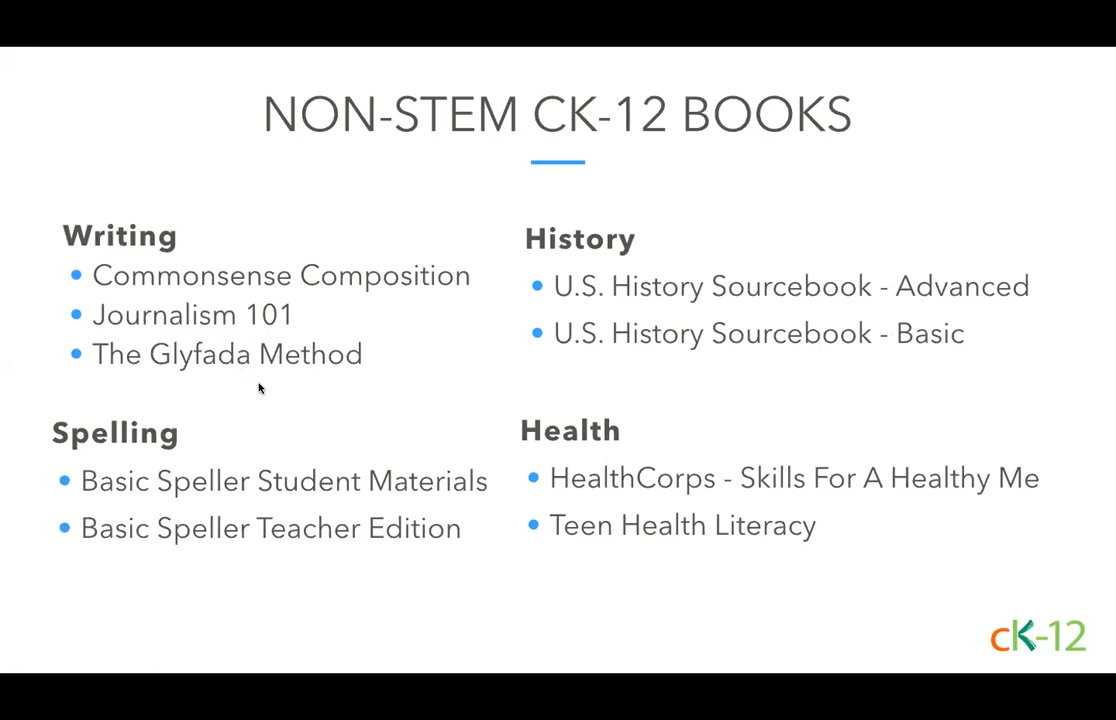 NON-STEM CK-12 BOOKS
Writing
• Commonsense Composition
• Journalism 101
• The Glyfada Method
Spelling
• Basic Speller Student Materials
• Basic Speller Teacher Edition
History
• U.S. History Sourcebook - Advanced
• U.S. History Sourcebook - Basic
Health
• HealthCorps - Skills For A Healthy Me
• Teen Health Literacy
cK-12